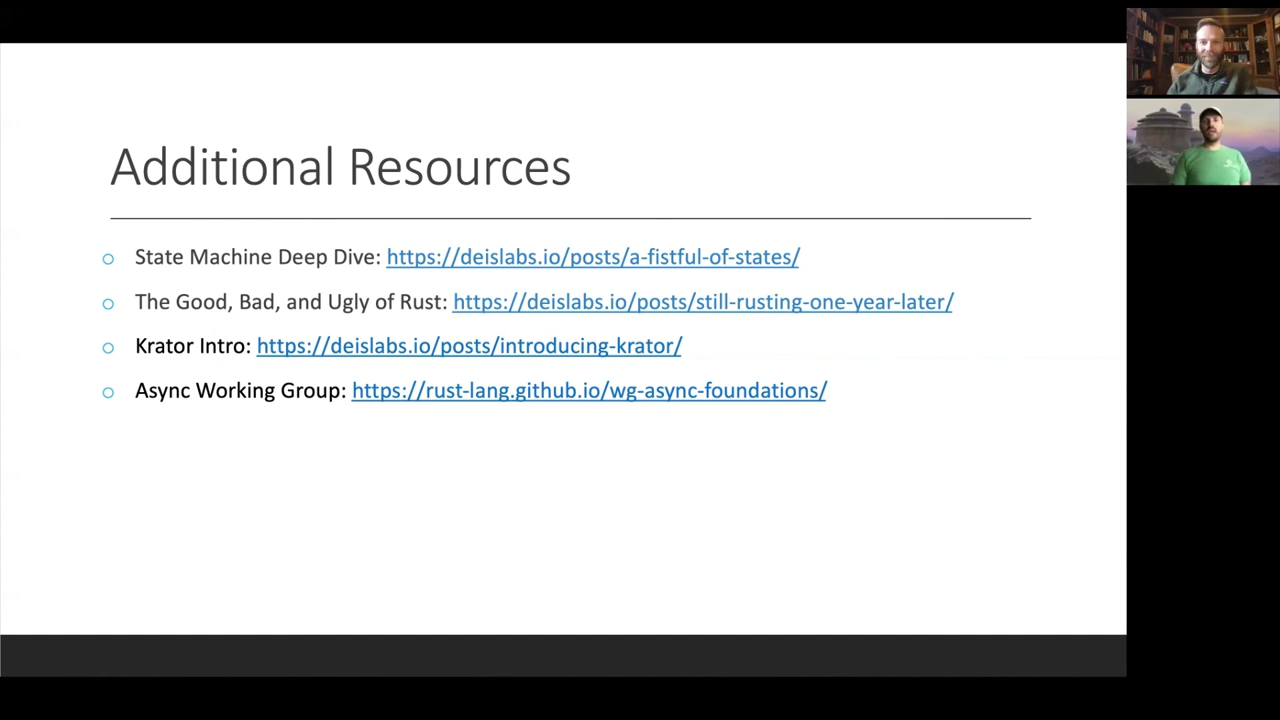 Additional Resources
State Machine Deep Dive: https://deislabs.io/posts/a-fistful-of-states/
The Good, Bad, and Ugly of Rust: https://deislabs.io/posts/still-rusting-one-year-later/
Krator Intro: https://deislabs.io/posts/introducing-krator/
Async Working Group: https://rust-lang.github.io/wg-async-foundations/